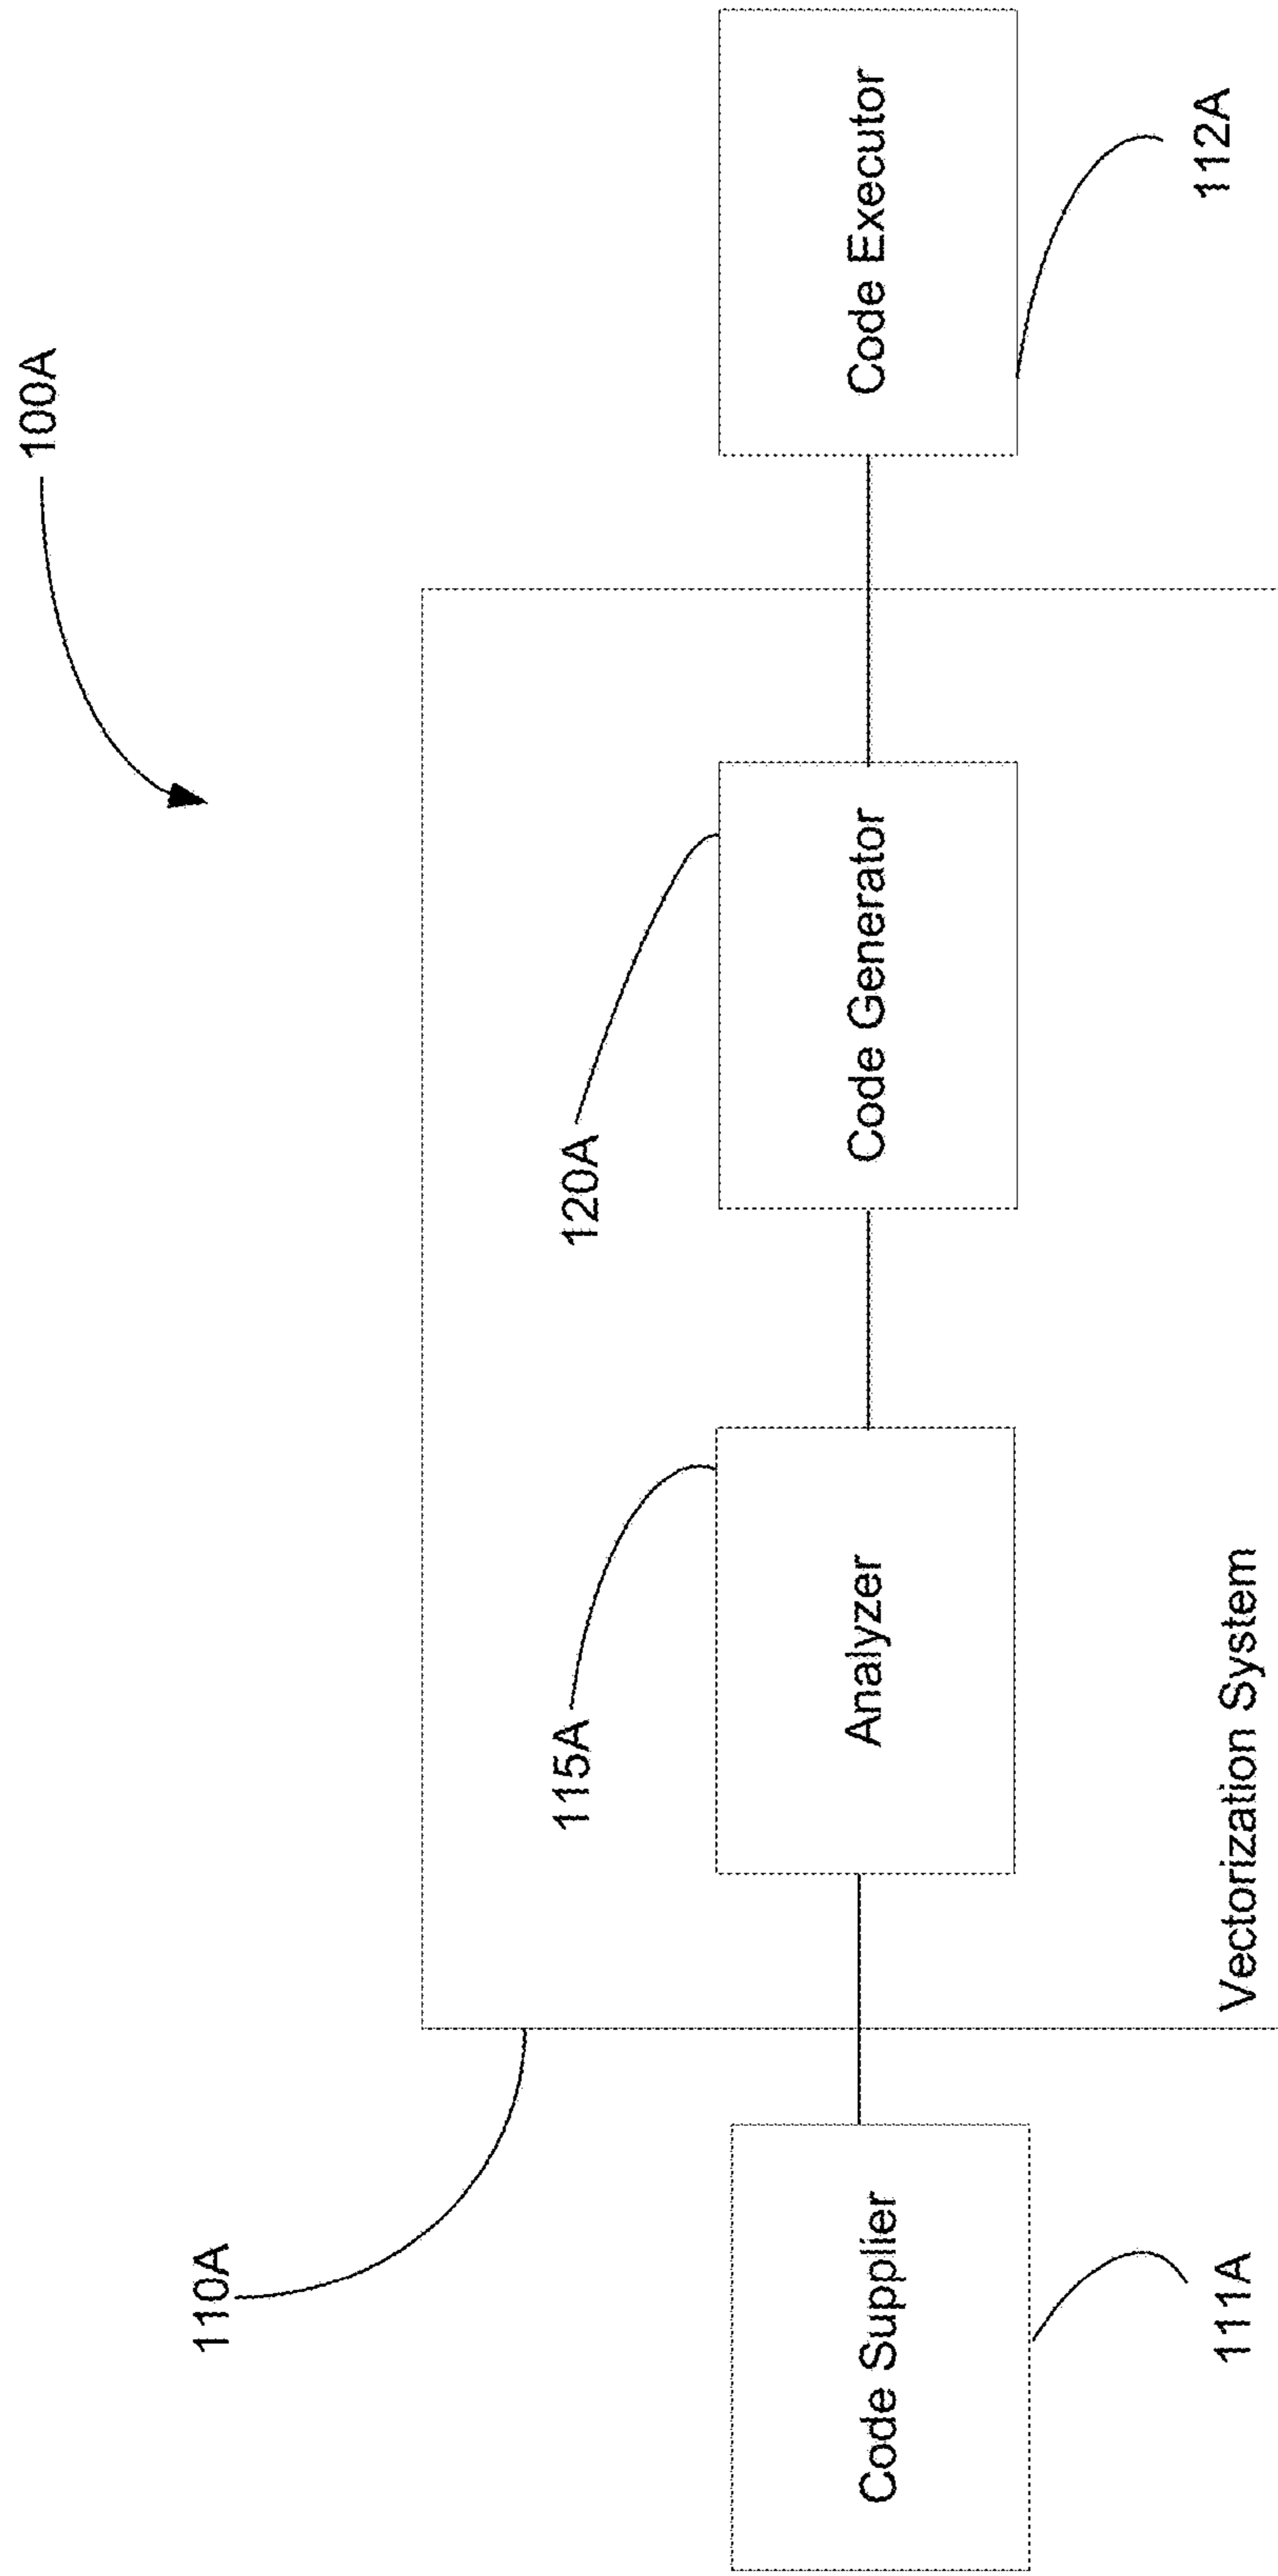 100A
110A
115A
120A
Code Supplier
Analyzer
Code Generator
Code Executor
111A
Vectorization System
112A